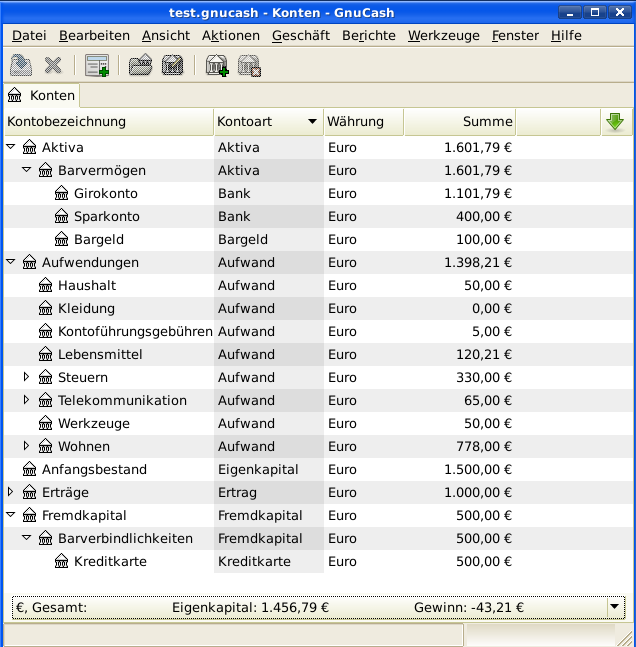 test.gnucash - Konten - GnuCash
Datei Bearbeiten Ansicht Aktionen Geschäft Berichte Werkzeuge Fenster Hilfe
Konten
Kontobezeichnung Kontoart Währung Summe
Aktiva Aktiva Euro 1.601,79 €
Barvermögen Aktiva Euro 1.601,79 €
Girokonto Bank Euro 1.101,79 €
Sparkonto Bank Euro 400,00 €
Bargeld Bargeld Euro 100,00 €
Aufwendungen Aufwand Euro 1.398,21 €
Haushalt Aufwand Euro 50,00 €
Kleidung Aufwand Euro 0,00 €
Kontoführungsgebühren Aufwand Euro 5,00 €
Lebensmittel Aufwand Euro 120,21 €
Steuern Aufwand Euro 330,00 €
Telekommunikation Aufwand Euro 65,00 €
Werkzeuge Aufwand Euro 50,00 €
Wohnen Aufwand Euro 778,00 €
Anfangsbestand Eigenkapital Euro 1.500,00 €
Erträge Ertrag Euro 1.000,00 €
Fremdkapital Fremdkapital Euro 500,00 €
Barverbindlichkeiten Fremdkapital Euro 500,00 €
Kreditkarte Kreditkarte Euro 500,00 €
€, Gesamt: Eigenkapital: 1.456,79 € Gewinn: -43,21 €